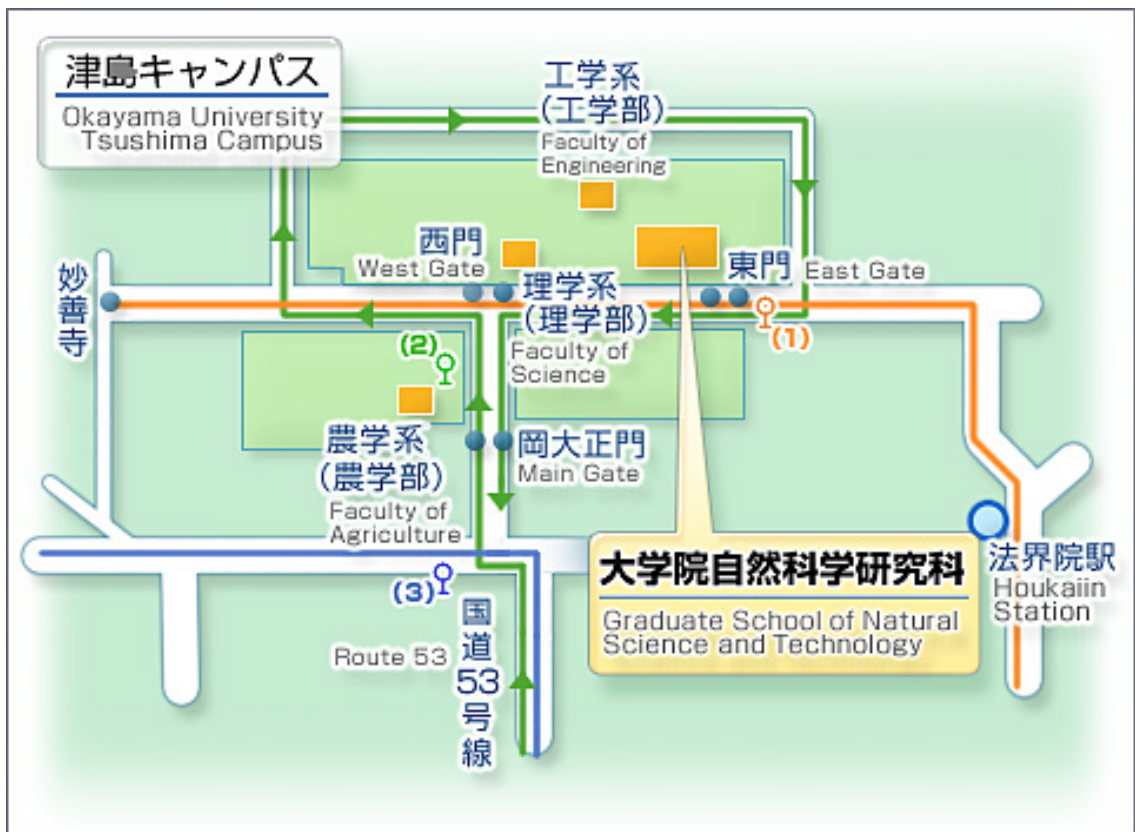 津島キャンパス
Okayama University
Tsushima Campus
工学系
(工学部)
Faculty of
Engineering
西門
West Gate
東門
East Gate
妙善寺
理学系
(理学部)
Faculty of
Science
(1)
(2)
農学系
(農学部)
Faculty of
Agriculture
岡大正門
Main Gate
(3)
国道53号線
Route 53
大学院自然科学研究科
Graduate School of Natural
Science and Technology
法界院駅
Houkaiin
Station